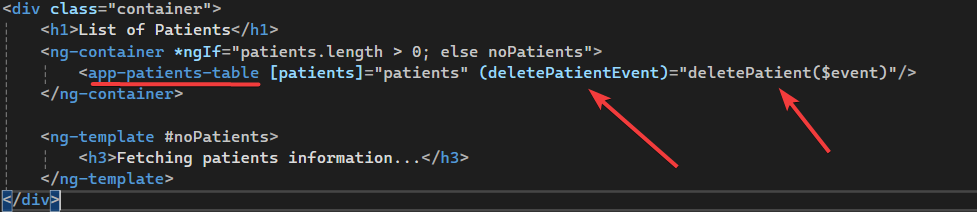 <div class="container">
<h1>List of Patients</h1>
<ng-container *ngIf="patients.length > 0; else noPatients">
<app-patients-table [patients]="patients" (deletePatientEvent)="deletePatient($event)"/>
</ng-container>
<ng-template #noPatients>
<h3>Fetching patients information...</h3>
</ng-template>
</div>